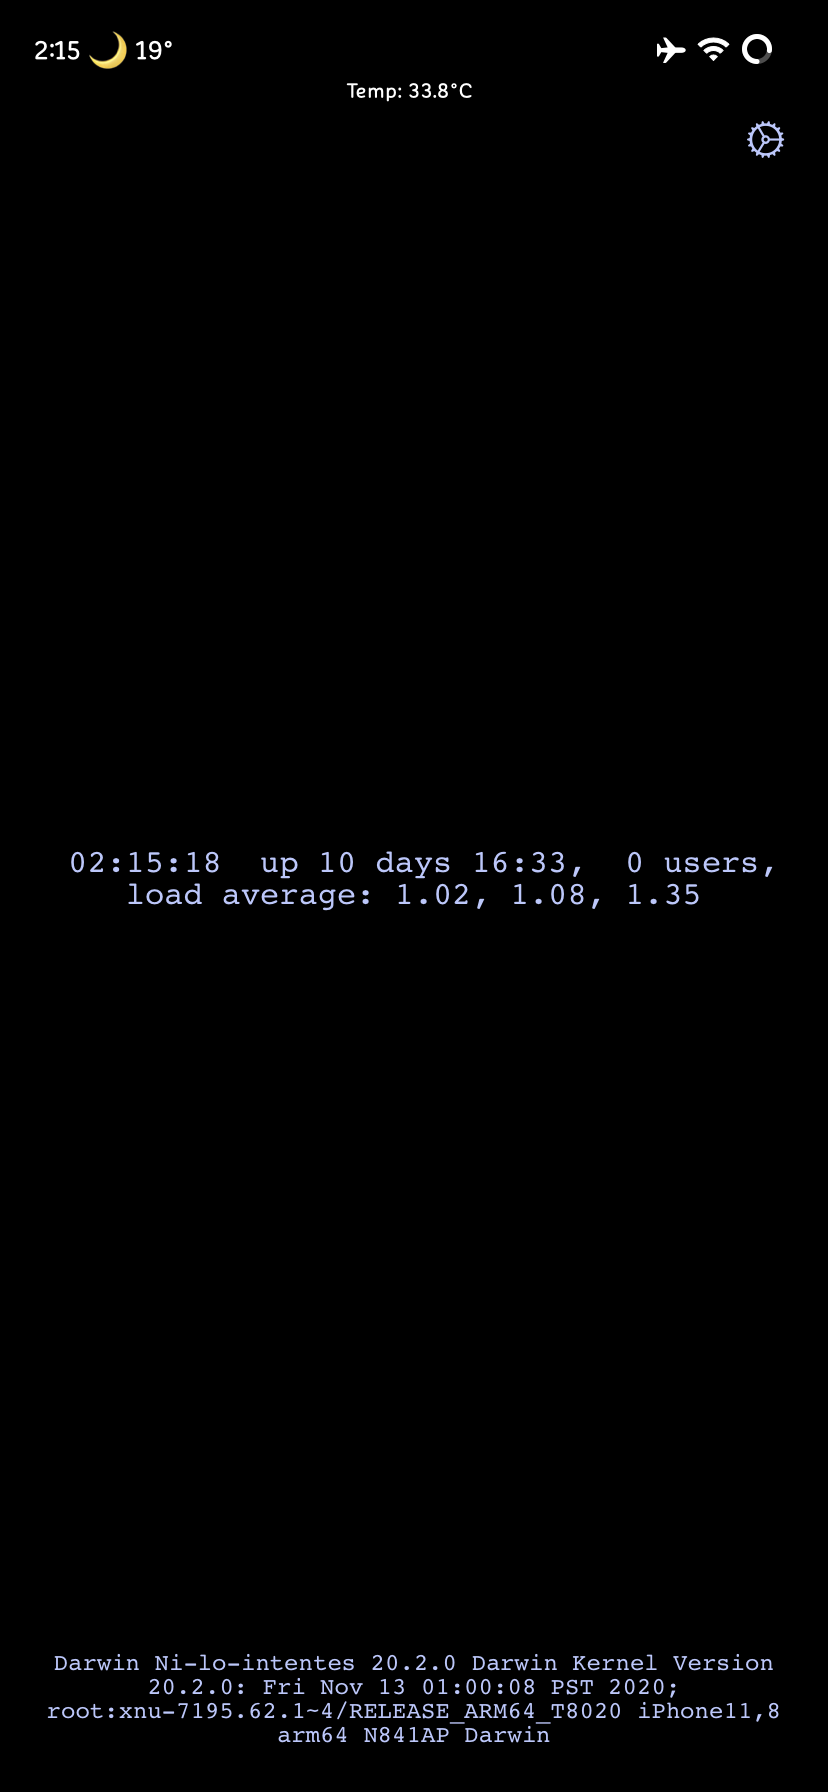 2:15 🌙 19°
Temp: 33.8°C
02:15:18  up 10 days 16:33,  0 users,
load average: 1.02, 1.08, 1.35
Darwin Ni-lo-intentes 20.2.0 Darwin Kernel Version
20.2.0: Fri Nov 13 01:00:08 PST 2020;
root:xnu-7195.62.1~4/RELEASE_ARM64_T8020 iPhone11,8
arm64 N841AP Darwin